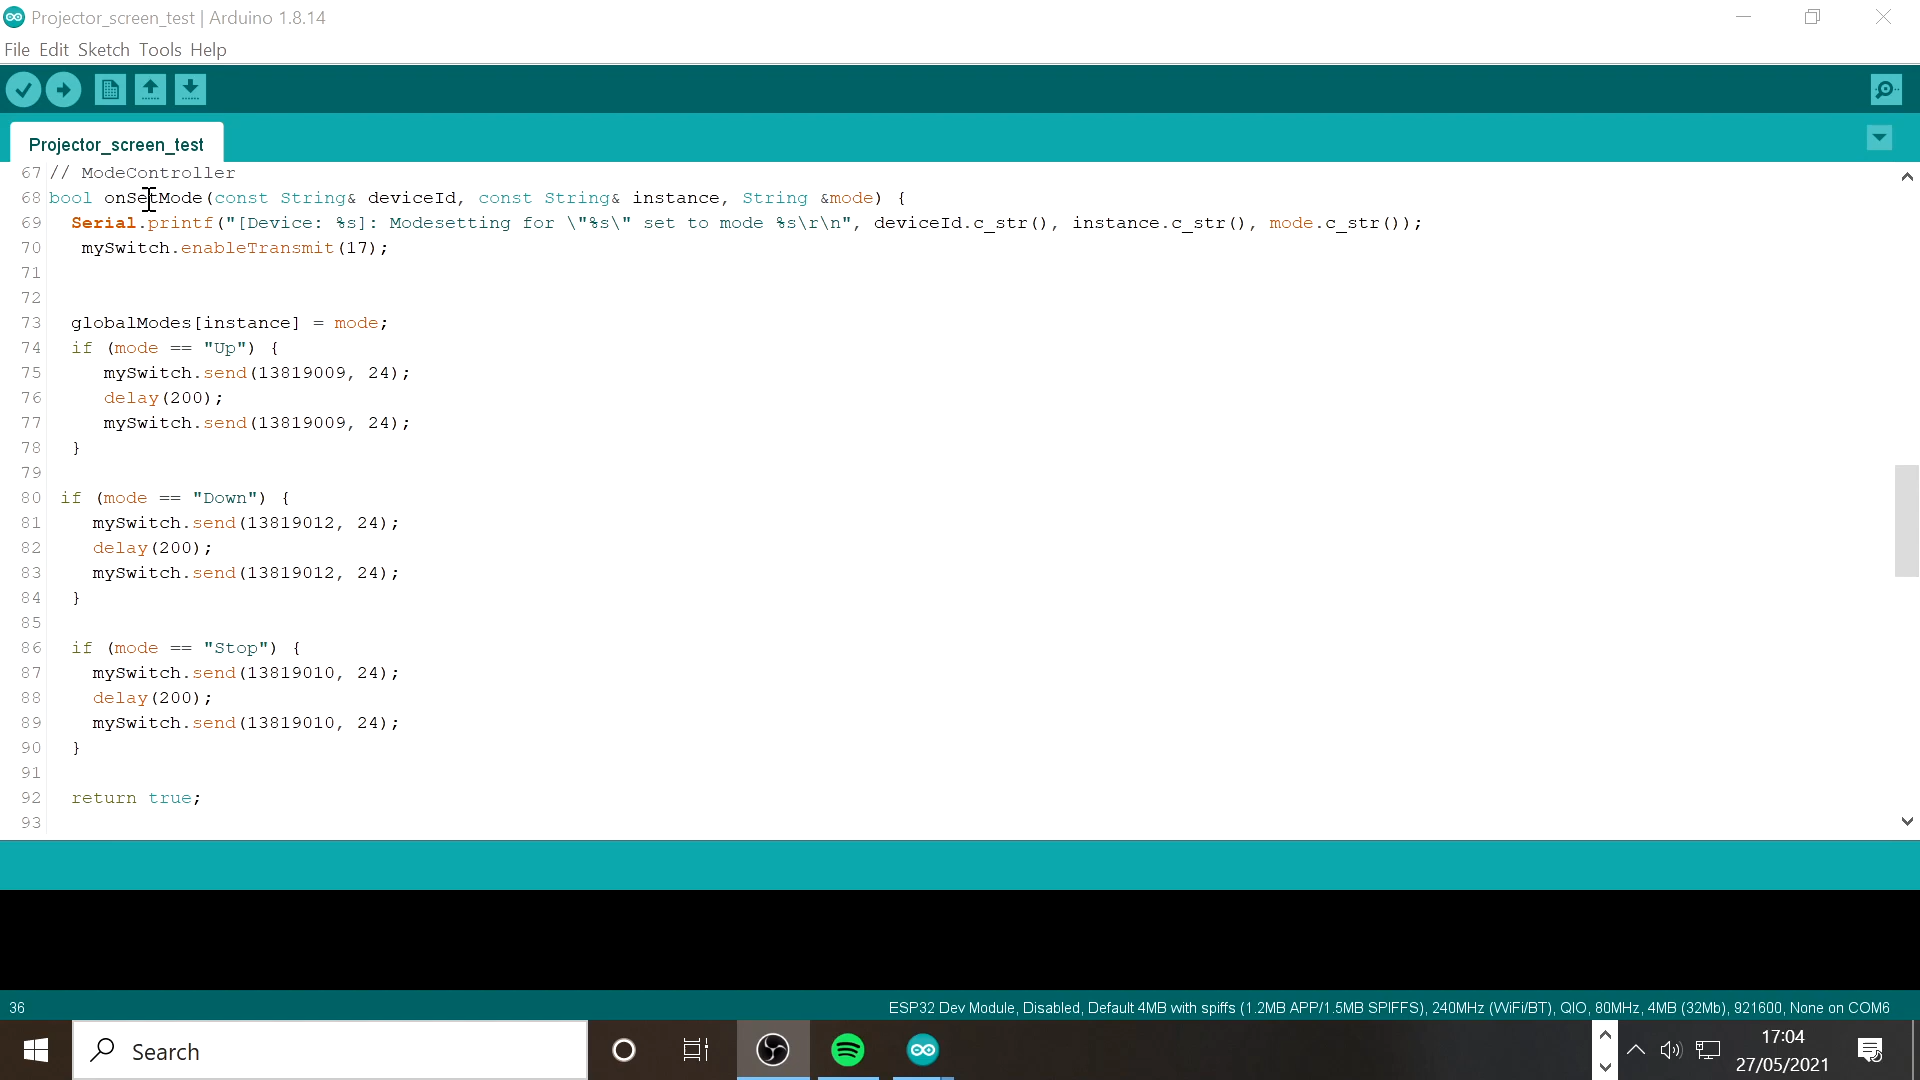 Projector_screen_test | Arduino 1.8.14
File Edit Sketch Tools Help
Projector_screen_test
67 // ModeController
68 bool onSetMode(const String& deviceId, const String& instance, String &mode) {
69   Serial.printf("[Device: %s]: Modesetting for \"%s\" set to mode %s\r\n", deviceId.c_str(), instance.c_str(), mode.c_str());
70    mySwitch.enableTransmit(17);
71
72
73   globalModes[instance] = mode;
74   if (mode == "Up") {
75      mySwitch.send(13819009, 24);
76      delay(200);
77      mySwitch.send(13819009, 24);
78   }
79
80  if (mode == "Down") {
81     mySwitch.send(13819012, 24);
82     delay(200);
83     mySwitch.send(13819012, 24);
84   }
85
86   if (mode == "Stop") {
87     mySwitch.send(13819010, 24);
88     delay(200);
89     mySwitch.send(13819010, 24);
90   }
91
92   return true;
93
36 ESP32 Dev Module, Disabled, Default 4MB with spiffs (1.2MB APP/1.5MB SPIFFS), 240MHz (WiFi/BT), QIO, 80MHz, 4MB (32Mb), 921600, None on COM6
Search
17:04
27/05/2021